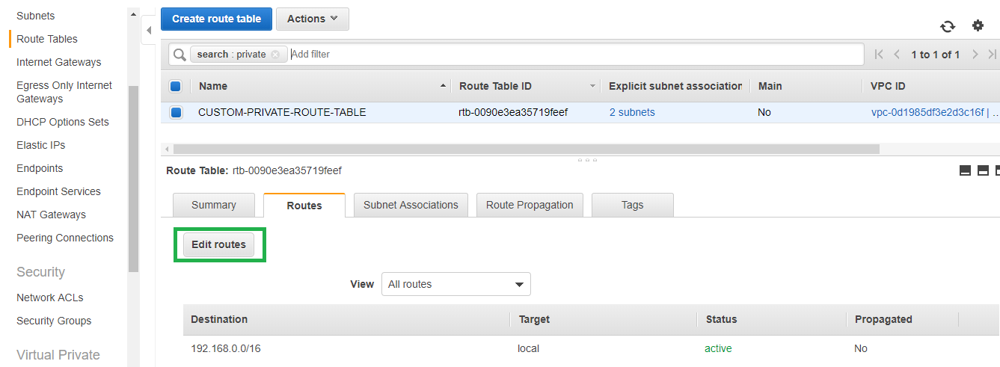 Subnets
Route Tables
Internet Gateways
Egress Only Internet
Gateways
DHCP Options Sets
Elastic IPs
Endpoints
Endpoint Services
NAT Gateways
Peering Connections
Security
Network ACLs
Security Groups
Virtual Private
Create route table Actions
search : private Add filter 1 to 1 of 1
Name Route Table ID Explicit subnet association Main VPC ID
CUSTOM-PRIVATE-ROUTE-TABLE rtb-0090e3ea35719feef 2 subnets No vpc-0d1985df3e2d3c16f | ...
Route Table: rtb-0090e3ea35719feef
Summary Routes Subnet Associations Route Propagation Tags
Edit routes
View All routes
Destination Target Status Propagated
192.168.0.0/16 local active No